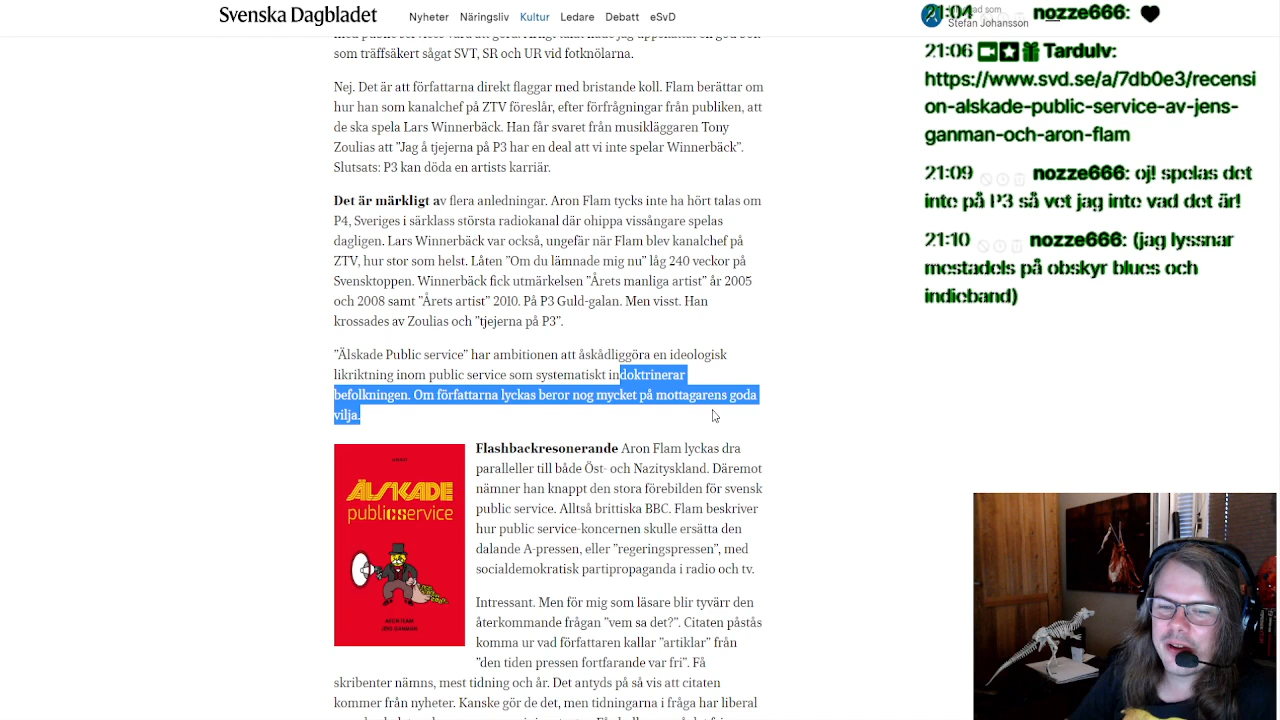 Svenska Dagbladet
Nyheter Näringsliv Kultur Ledare Debatt eSvD
som
Stefan Johansson
som träffsäkert sågat SVT, SR och UR vid fotknölarna.
Nej. Det är att författarna direkt flaggar med bristande koll. Flam berättar om
hur han som kanalchef på ZTV föreslår, efter förfrågningar från publiken, att
de ska spela Lars Winnerbäck. Han får svaret från musikläggaren Tony
Zoulias att ”Jag å tjejerna på P3 har en deal att vi inte spelar Winnerbäck”.
Slutsats: P3 kan döda en artists karriär.
Det är märkligt av flera anledningar. Aron Flam tycks inte ha hört talas om
P4, Sveriges i särklass största radiokanal där ohippa vissångare spelas
dagligen. Lars Winnerbäck var också, ungefär när Flam blev kanalchef på
ZTV, hur stor som helst. Låten ”Om du lämnade mig nu” låg 240 veckor på
Svensktoppen. Winnerbäck fick utmärkelsen ”Årets manliga artist” år 2005
och 2008 samt ”Årets artist” 2010. På P3 Guld-galan. Men visst. Han
krossades av Zoulias och ”tjejerna på P3”.
”Älskade Public service” har ambitionen att åskådliggöra en ideologisk
likriktning inom public service som systematiskt indoktrinerar
befolkningen. Om författarna lyckas beror nog mycket på mottagarens goda
vilja.
ÄLSKADE
publicservice
ARON FLAM
JENS GANMAN
Flashbackresonerande Aron Flam lyckas dra
paralleller till både Öst- och Nazityskland. Däremot
nämner han knappt den stora förebilden för svensk
public service. Alltså brittiska BBC. Flam beskriver
hur public service-koncernen skulle ersätta den
dalande A-pressen, eller ”regeringspressen”, med
socialdemokratisk partipropaganda i radio och tv.
Intressant. Men för mig som läsare blir tyvärr den
återkommande frågan ”vem sa det?”. Citaten påstås
komma ur vad författaren kallar ”artiklar” från
”den tiden pressen fortfarande var fri”. Få
skribenter nämns, mest tidning och år. Det antyds på så vis att citaten
kommer från nyheter. Kanske gör de det, men tidningarna i fråga har liberal
21:04 nozze666: ♥
21:06 Tardulv:
https://www.svd.se/a/7db0e3/recensi
on-alskade-public-service-av-jens-
ganman-och-aron-flam
21:09 nozze666: oj! spelas det
inte på P3 så vet jag inte vad det är!
21:10 nozze666: (jag lyssnar
mestadels på obskyr blues och
indieband)